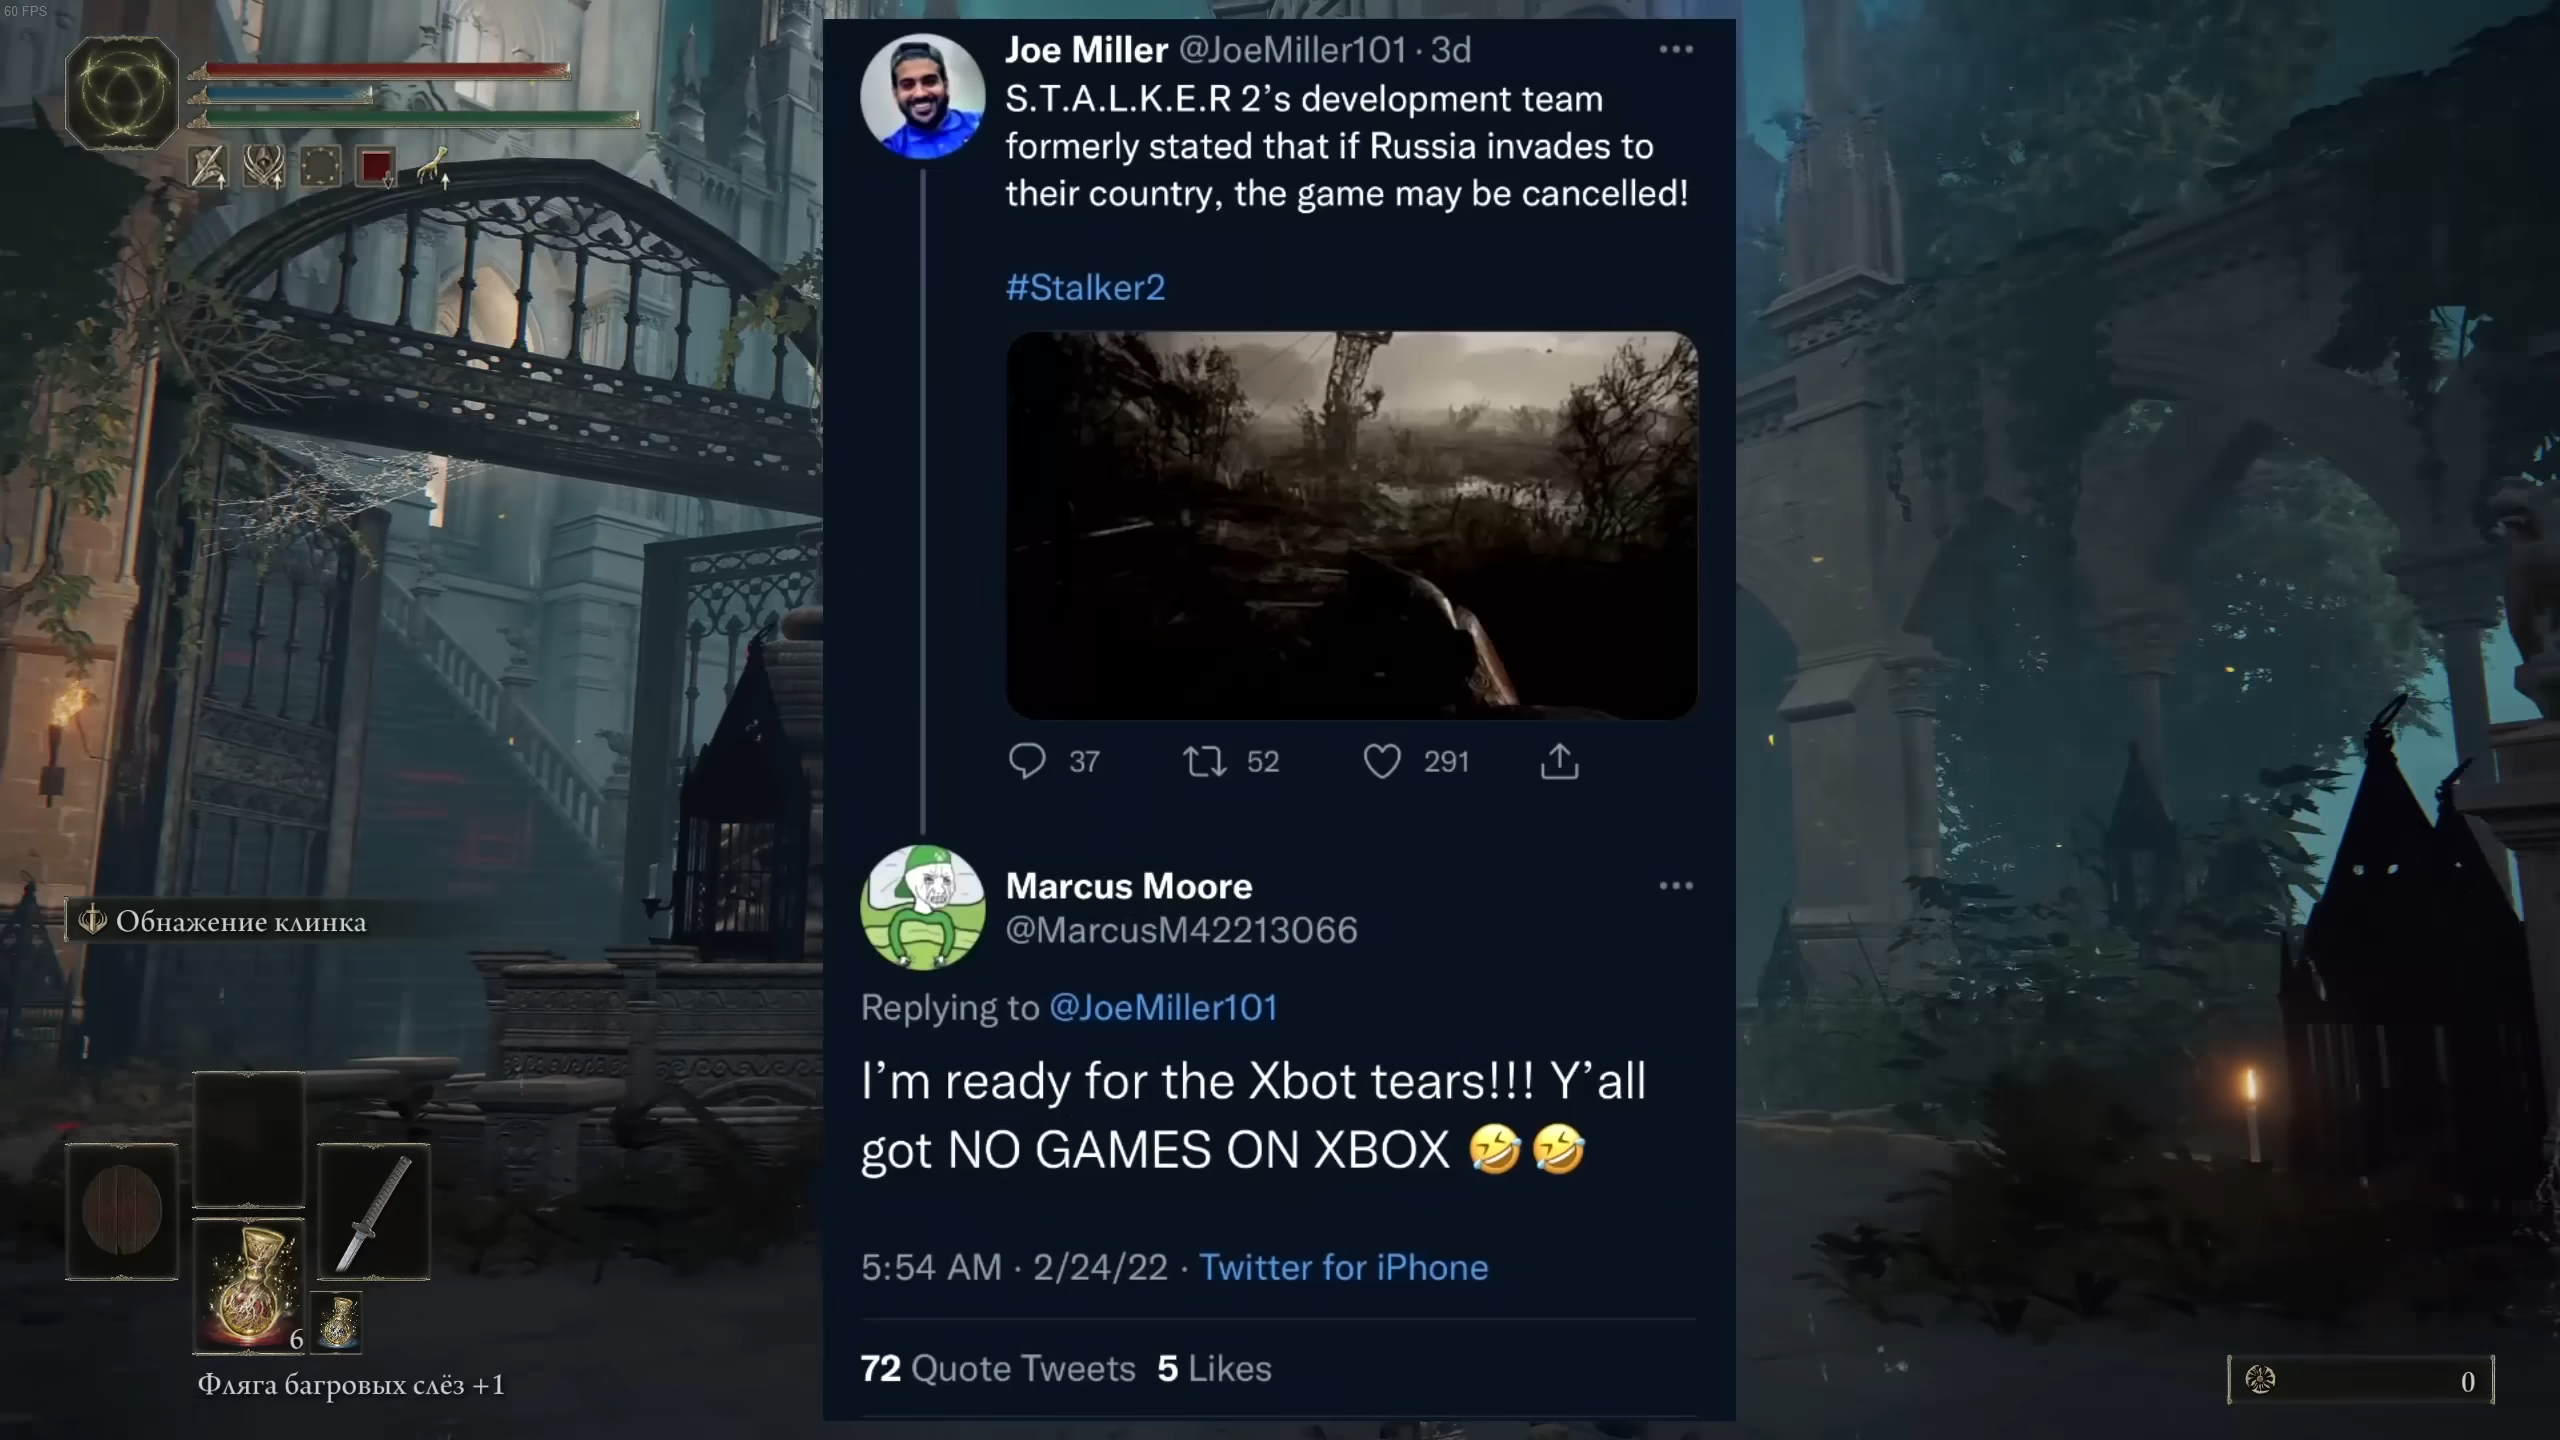 60 FPS
Joe Miller @JoeMiller101 · 3d
S.T.A.L.K.E.R 2’s development team
formerly stated that if Russia invades to
their country, the game may be cancelled!
#Stalker2
37 52 291
Marcus Moore
@MarcusM42213066
Replying to @JoeMiller101
I’m ready for the Xbot tears!!! Y’all
got NO GAMES ON XBOX 🤣🤣
5:54 AM · 2/24/22 · Twitter for iPhone
72 Quote Tweets 5 Likes
Обнажение клинка
6
Фляга багровых слёз +1
0